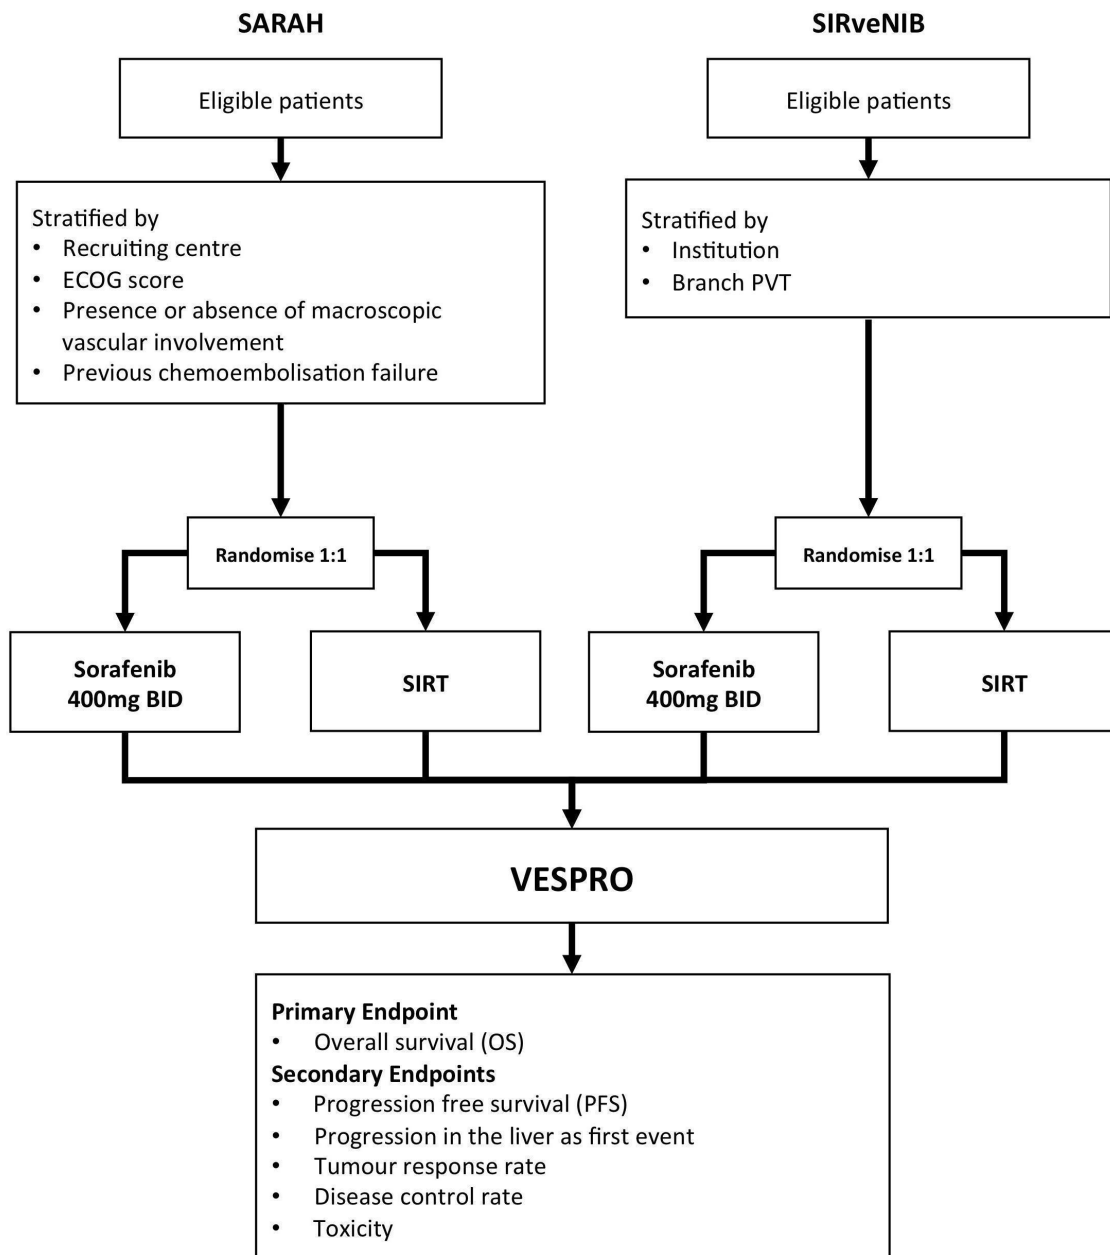 SARAH
Eligible patients
Stratified by
• Recruiting centre
• ECOG score
• Presence or absence of macroscopic
vascular involvement
• Previous chemoembolisation failure
Randomise 1:1
Sorafenib
400mg BID
SIRT
SIRveNIB
Eligible patients
Stratified by
• Institution
• Branch PVT
Randomise 1:1
Sorafenib
400mg BID
SIRT
VESPRO
Primary Endpoint
• Overall survival (OS)
Secondary Endpoints
• Progression free survival (PFS)
• Progression in the liver as first event
• Tumour response rate
• Disease control rate
• Toxicity